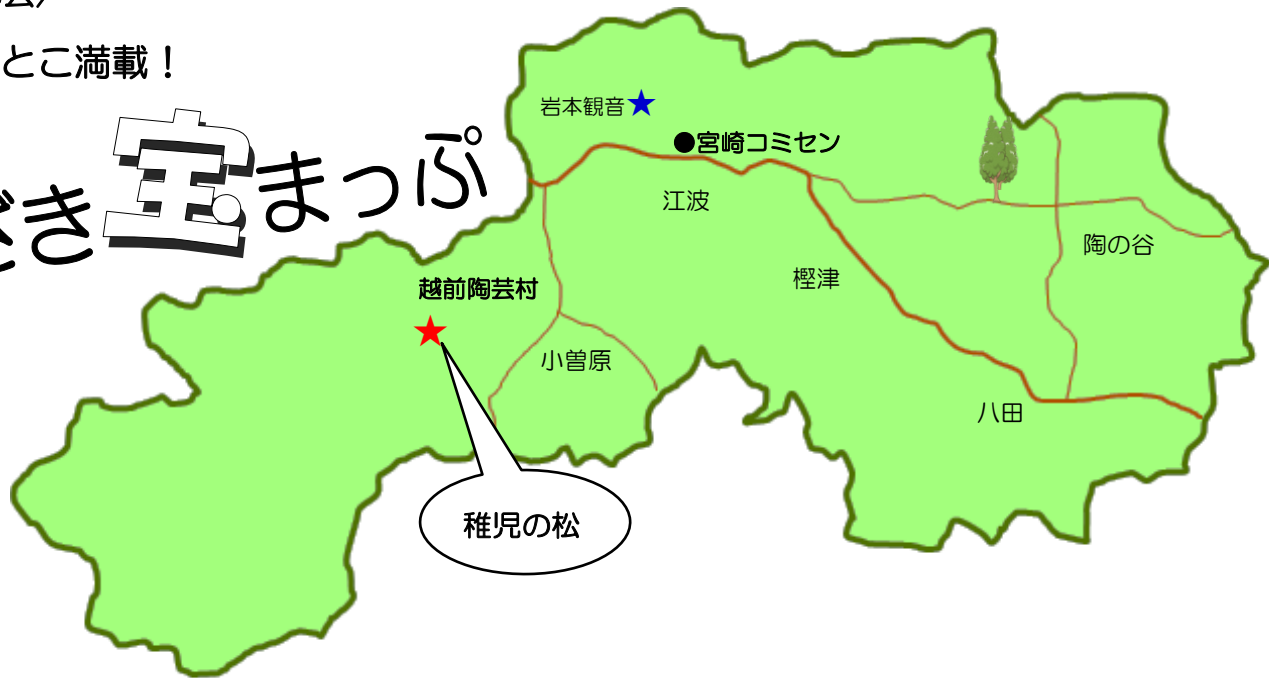 とこ満載！
き宝まっぷ
岩本観音
宮崎コミセン
江波
陶の谷
樫津
越前陶芸村
小曽原
八田
稚児の松